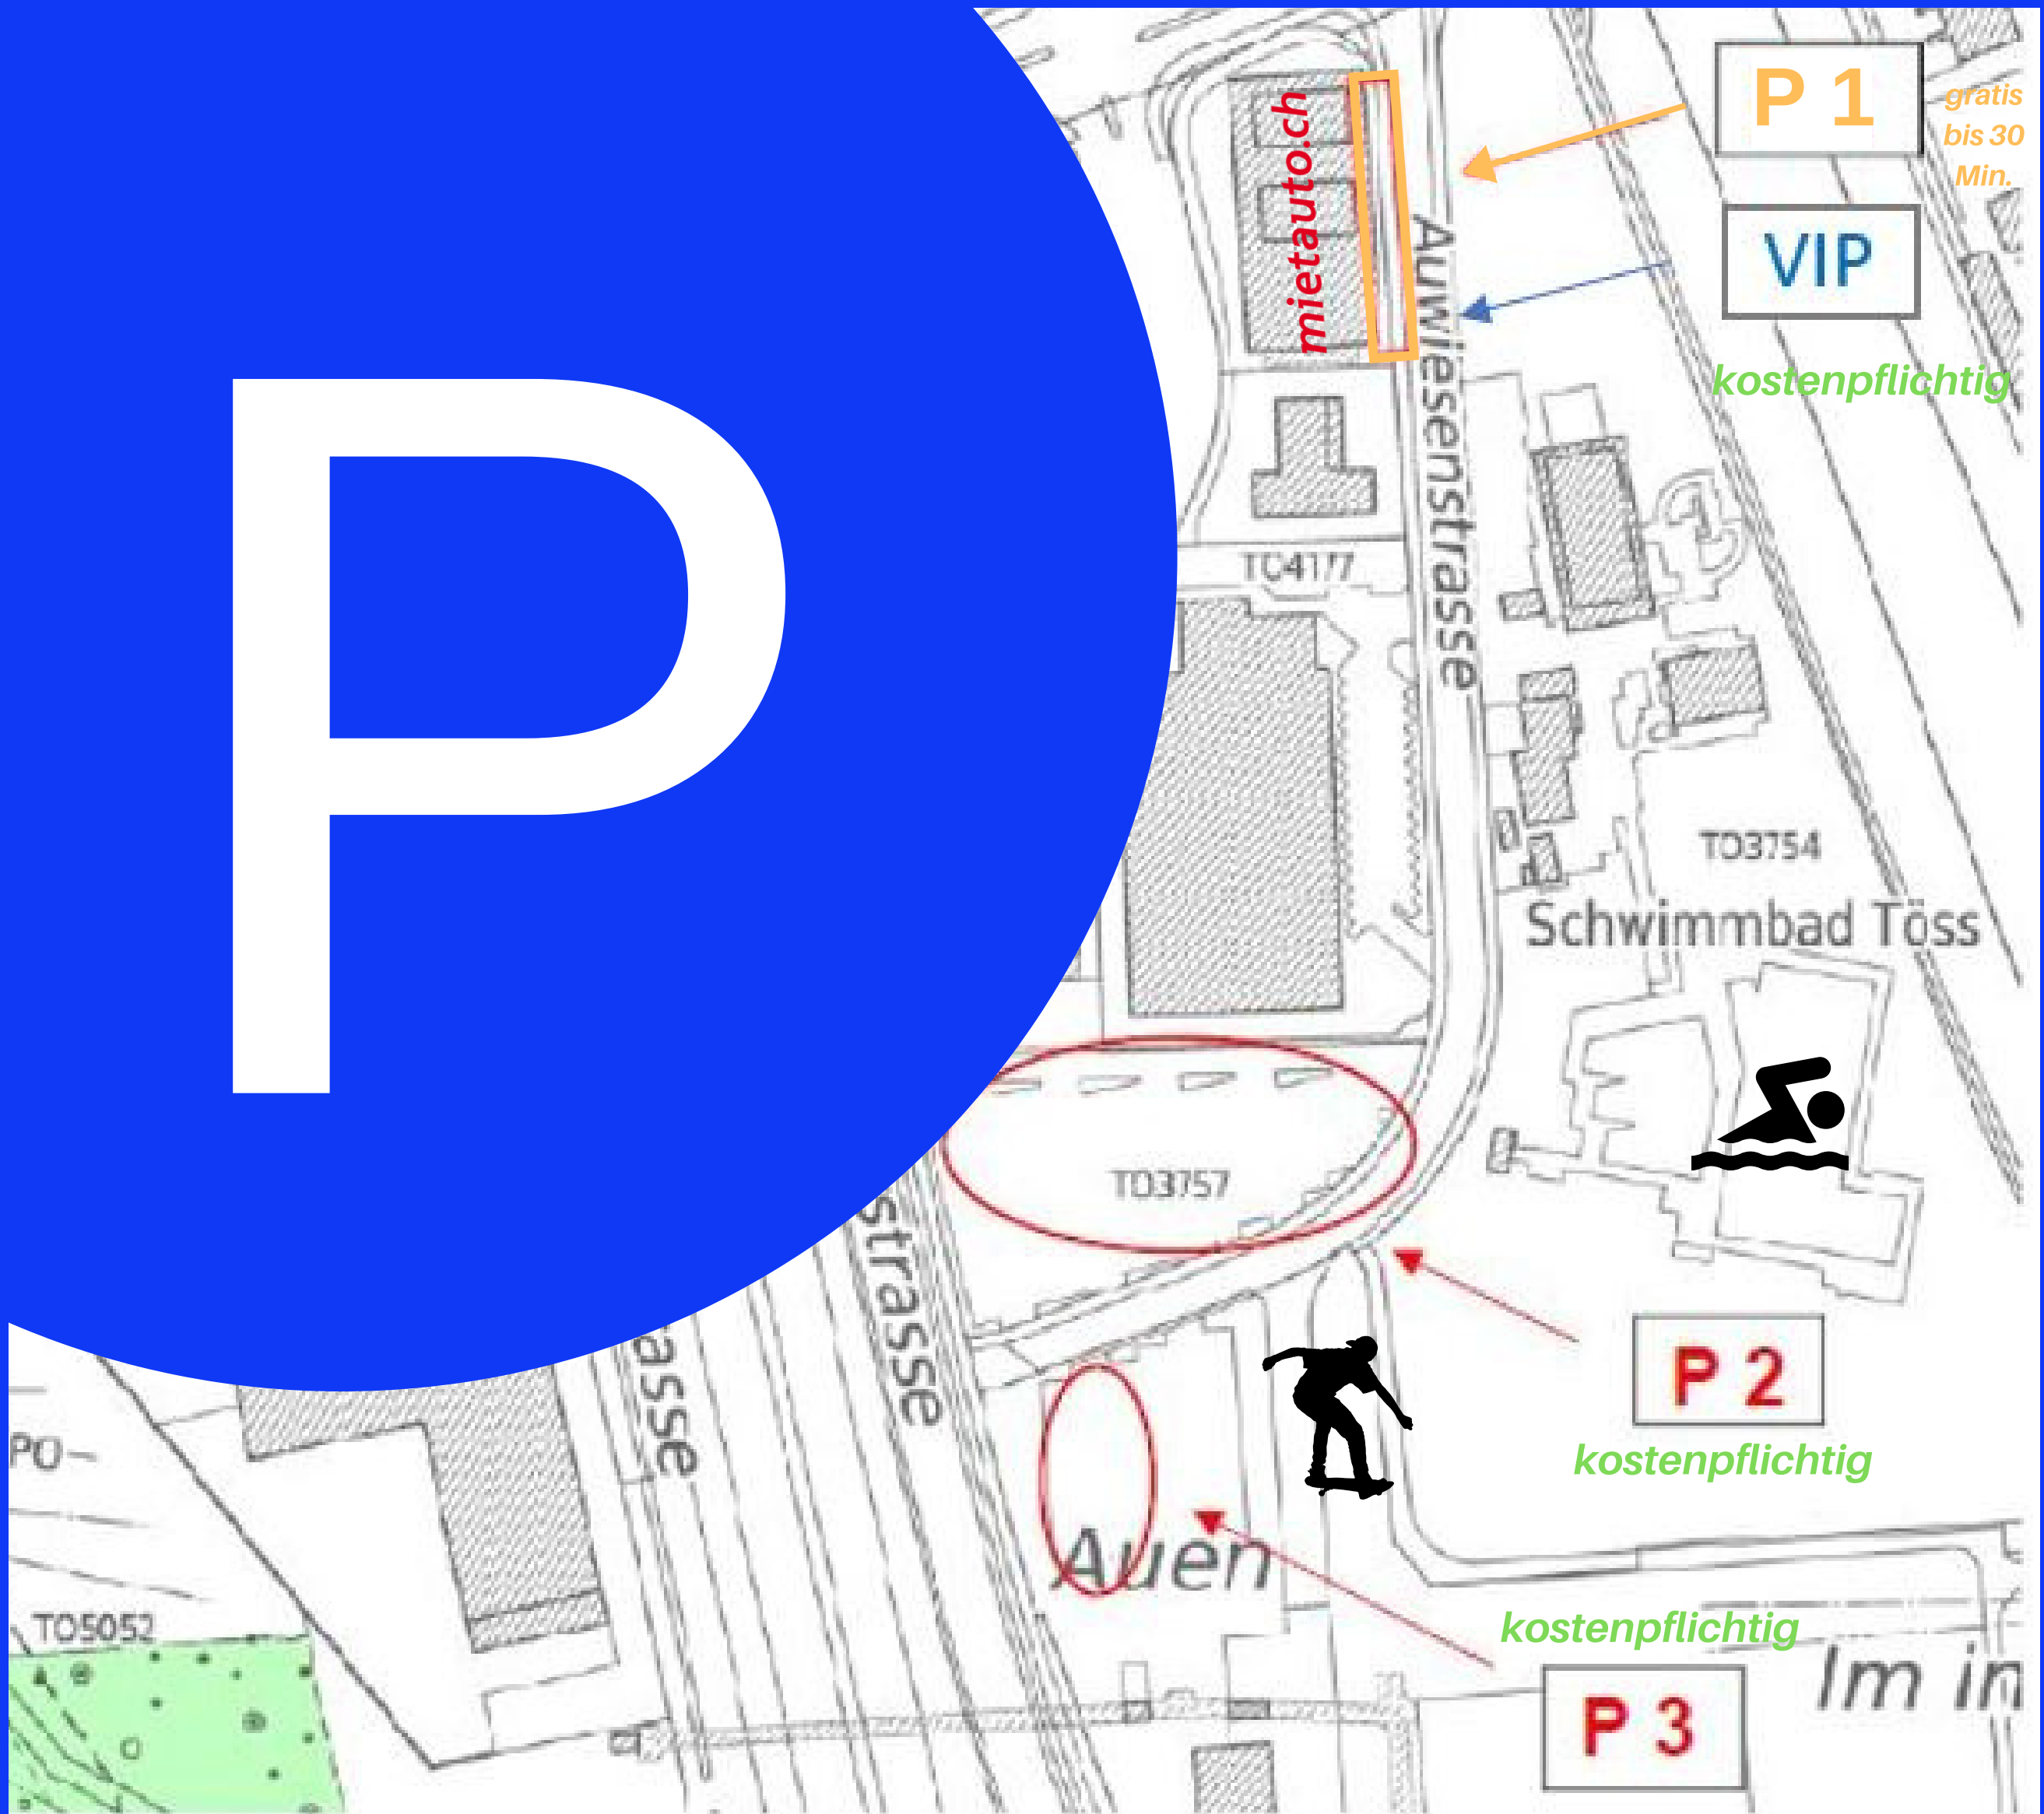 P
mietauto.ch
P 1
gratis
bis 30
Min.
VIP
kostenpflichtig
Auwiesenstrasse
TO4177
TO3754
Schwimmbad Töss
TO3757
strasse
asse
P 2
kostenpflichtig
PO
Auen
TO5052
kostenpflichtig
Im in
P 3